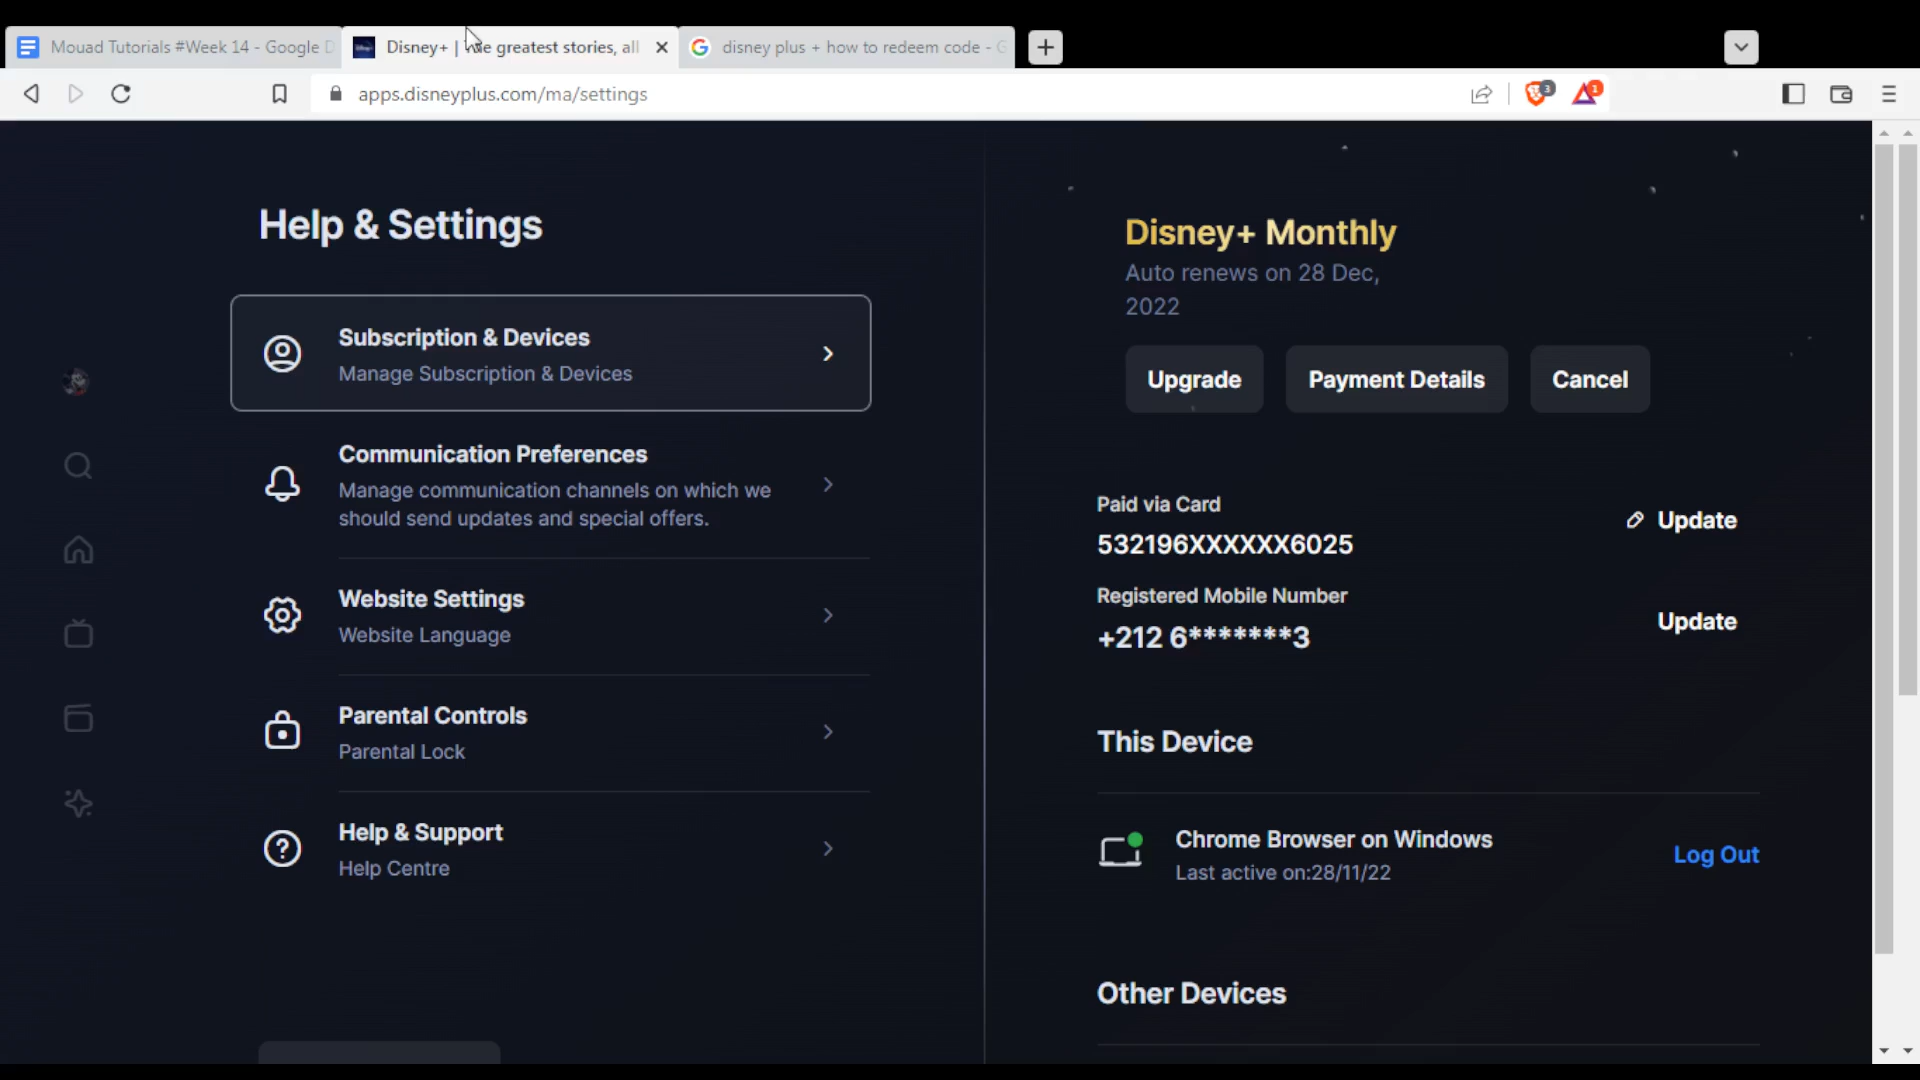 Mouad Tutorials #Week 14 - Google D
Disney+ | greatest stories, all
disney plus + how to redeem code - G
apps.disneyplus.com/ma/settings
3
1
Help & Settings
Subscription & Devices
Manage Subscription & Devices
Communication Preferences
Manage communication channels on which we
should send updates and special offers.
Website Settings
Website Language
Parental Controls
Parental Lock
Help & Support
Help Centre
Disney+ Monthly
Auto renews on 28 Dec,
2022
Upgrade
Payment Details
Cancel
Paid via Card
532196XXXXXX6025
Update
Registered Mobile Number
+212 6*******3
Update
This Device
Chrome Browser on Windows
Last active on:28/11/22
Log Out
Other Devices